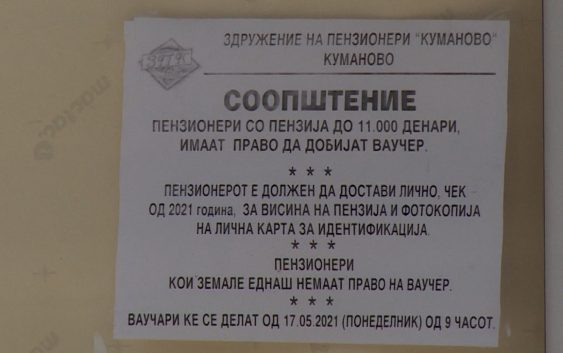 ЗДРУЖЕНИЕ НА ПЕНЗИОНЕРИ "КУМАНОВО"
КУМАНОВО
СООПШТЕНИЕ
ПЕНЗИОНЕРИ СО ПЕНЗИЈА ДО 11.000 ДЕНАРИ,
ИМААТ ПРАВО ДА ДОБИЈАТ ВАУЧЕР.
* * *
ПЕНЗИОНЕРОТ Е ДОЛЖЕН ДА ДОСТАВИ ЛИЧНО, ЧЕК
ОД 2021 година, ЗА ВИСИНА НА ПЕНЗИЈА И ФОТОКОПИЈА
НА ЛИЧНА КАРТА ЗА ИДЕНТИФИКАЦИЈА.
* * *
ПЕНЗИОНЕРИ
КОИ ЗЕМАЛЕ ЕДНАШ НЕМААТ ПРАВО НА ВАУЧЕР.
* * *
ВАУЧАРИ ЌЕ СЕ ДЕЛАТ ОД 17.05.2021 (ПОНЕДЕЛНИК) ОД 9 ЧАСОТ.